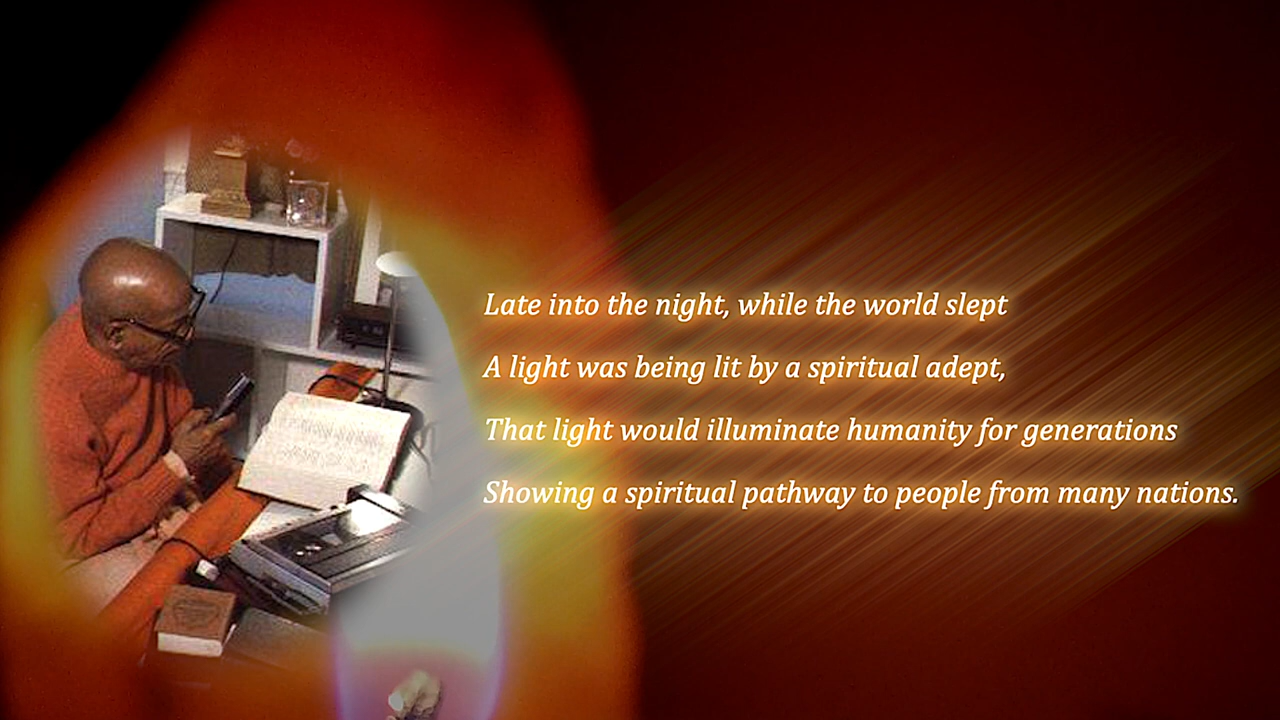 Late into the night, while the world slept
A light was being lit by a spiritual adept,
That light would illuminate humanity for generations
Showing a spiritual pathway to people from many nations.